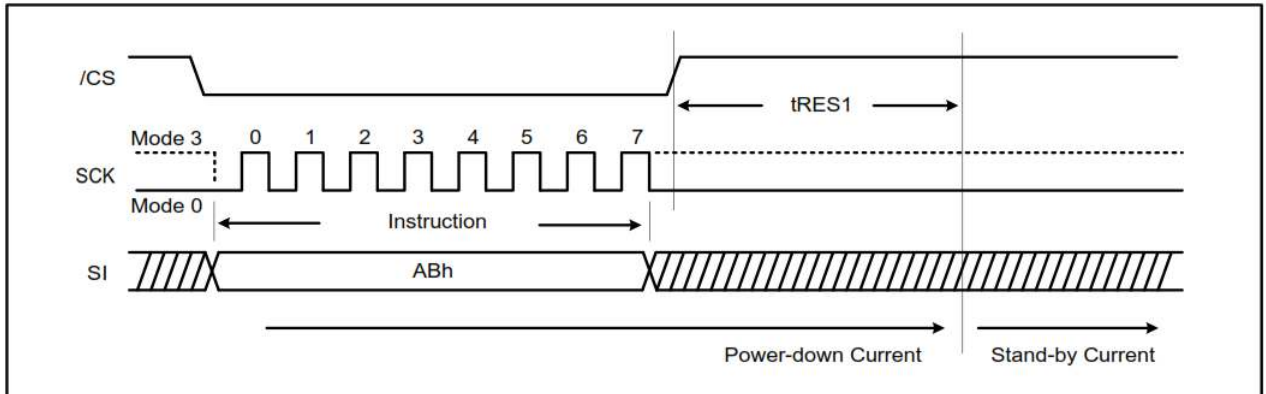 /CS
tRES1
Mode 3 0 1 2 3 4 5 6 7
SCK
Mode 0
Instruction
SI
ABh
Power-down Current Stand-by Current